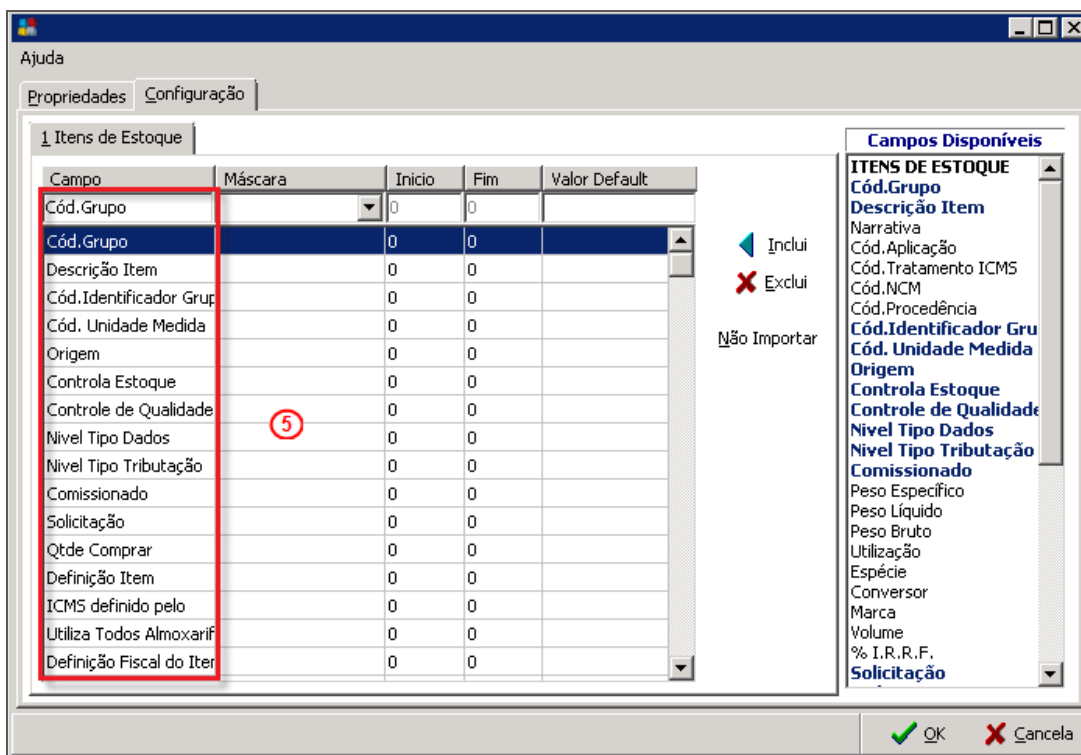 Ajuda
Propriedades Configuração
1 Itens de Estoque
Campo Máscara Inicio Fim Valor Default
Cód.Grupo 0 0
Cód.Grupo 0 0
Descrição Item 0 0
Cód.Identificador Grup 0 0
Cód. Unidade Medida 0 0
Origem 0 0
Controla Estoque 0 0
Controle de Qualidade 0 0
Nivel Tipo Dados 0 0
Nivel Tipo Tributação 0 0
Comissionado 0 0
Solicitação 0 0
Qtde Comprar 0 0
Definição Item 0 0
ICMS definido pelo 0 0
Utiliza Todos Almoxarif 0 0
Definição Fiscal do Iter 0 0
5
Inclui
Exclui
Não Importar
Campos Disponíveis
ITENS DE ESTOQUE
Cód.Grupo
Descrição Item
Narrativa
Cód.Aplicação
Cód.Tratamento ICMS
Cód.NCM
Cód.Procedência
Cód.Identificador Gru
Cód. Unidade Medida
Origem
Controla Estoque
Controle de Qualidade
Nivel Tipo Dados
Nivel Tipo Tributação
Comissionado
Peso Específico
Peso Líquido
Peso Bruto
Utilização
Espécie
Conversor
Marca
Volume
% I.R.R.F.
Solicitação
OK Cancela